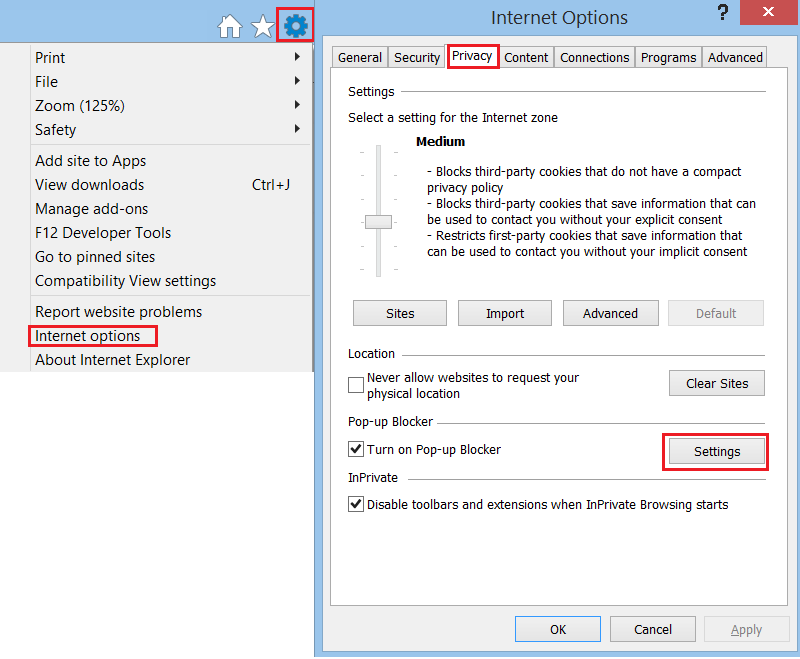 Print
File
Zoom (125%)
Safety
Add site to Apps
View downloads Ctrl+J
Manage add-ons
F12 Developer Tools
Go to pinned sites
Compatibility View settings
Report website problems
Internet options
About Internet Explorer
Internet Options
?
General Security Privacy Content Connections Programs Advanced
Settings
Select a setting for the Internet zone
Medium
- Blocks third-party cookies that do not have a compact
privacy policy
- Blocks third-party cookies that save information that can
be used to contact you without your explicit consent
- Restricts first-party cookies that save information that
can be used to contact you without your implicit consent
Sites Import Advanced Default
Location
Never allow websites to request your
physical location
Clear Sites
Pop-up Blocker
Turn on Pop-up Blocker
Settings
InPrivate
Disable toolbars and extensions when InPrivate Browsing starts
OK Cancel Apply